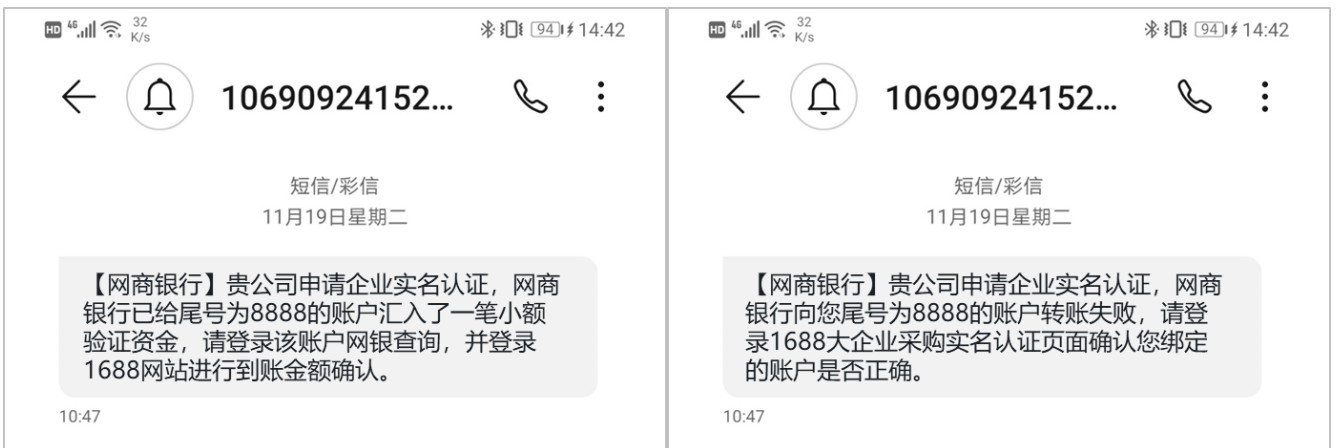 HD 4G 32 K/s 94 14:42
10690924152...
短信/彩信
11月19日星期二
【网商银行】贵公司申请企业实名认证，网商
银行已给尾号为8888的账户汇入了一笔小额
验证资金，请登录该账户网银查询，并登录
1688网站进行到账金额确认。
10:47
HD 4G 32 K/s 94 14:42
10690924152...
短信/彩信
11月19日星期二
【网商银行】贵公司申请企业实名认证，网商
银行向您尾号为8888的账户转账失败，请登
录1688大企业采购实名认证页面确认您绑定
的账户是否正确。
10:47